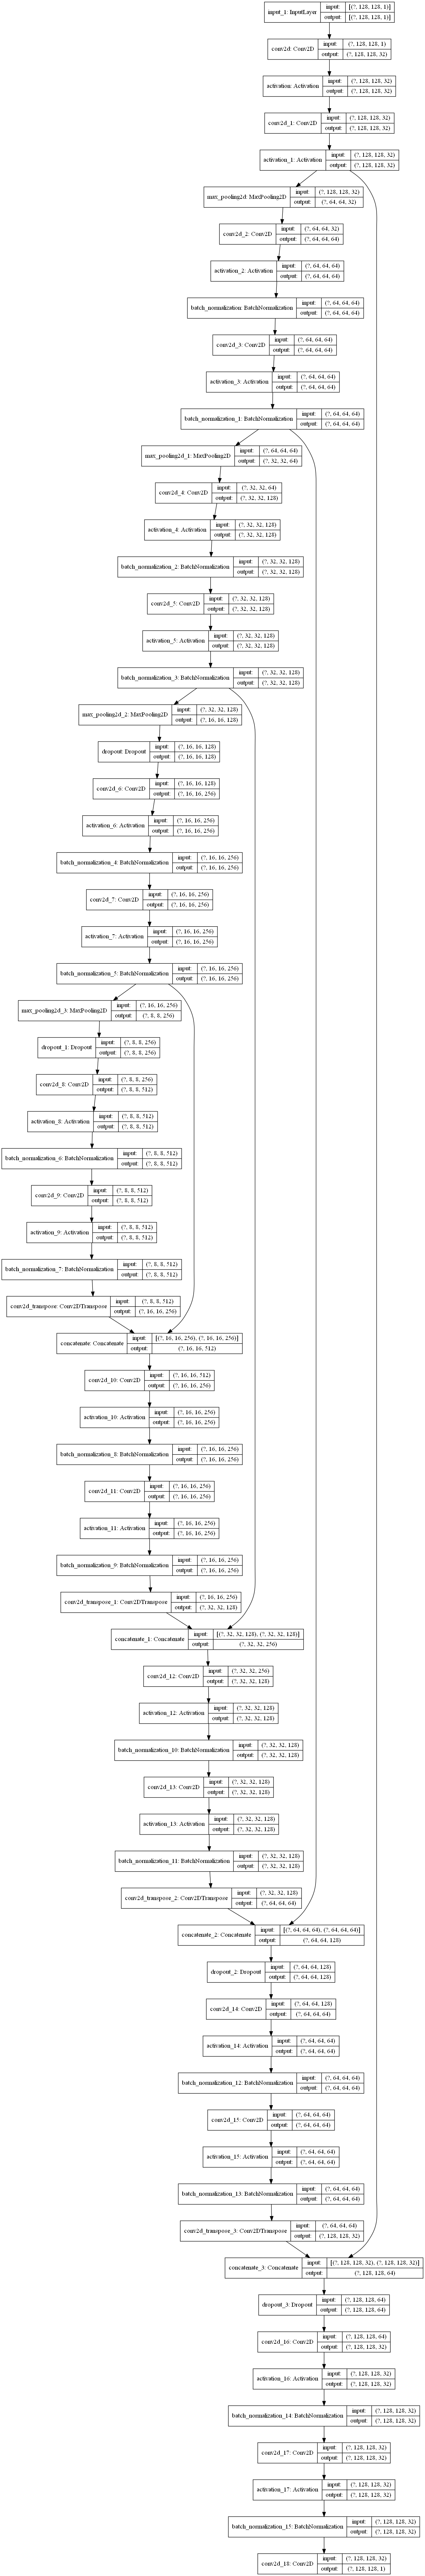 input_1: InputLayer
input: [(?, 128, 128, 1)]
output: [(?, 128, 128, 1)]
conv2d: Conv2D
input: (?, 128, 128, 1)
output: (?, 128, 128, 32)
activation: Activation
input: (?, 128, 128, 32)
output: (?, 128, 128, 32)
conv2d_1: Conv2D
input: (?, 128, 128, 32)
output: (?, 128, 128, 32)
activation_1: Activation
input: (?, 128, 128, 32)
output: (?, 128, 128, 32)
max_pooling2d: MaxPooling2D
input: (?, 128, 128, 32)
output: (?, 64, 64, 32)
conv2d_2: Conv2D
input: (?, 64, 64, 32)
output: (?, 64, 64, 64)
activation_2: Activation
input: (?, 64, 64, 64)
output: (?, 64, 64, 64)
batch_normalization: BatchNormalization
input: (?, 64, 64, 64)
output: (?, 64, 64, 64)
conv2d_3: Conv2D
input: (?, 64, 64, 64)
output: (?, 64, 64, 64)
activation_3: Activation
input: (?, 64, 64, 64)
output: (?, 64, 64, 64)
batch_normalization_1: BatchNormalization
input: (?, 64, 64, 64)
output: (?, 64, 64, 64)
max_pooling2d_1: MaxPooling2D
input: (?, 64, 64, 64)
output: (?, 32, 32, 64)
conv2d_4: Conv2D
input: (?, 32, 32, 64)
output: (?, 32, 32, 128)
activation_4: Activation
input: (?, 32, 32, 128)
output: (?, 32, 32, 128)
batch_normalization_2: BatchNormalization
input: (?, 32, 32, 128)
output: (?, 32, 32, 128)
conv2d_5: Conv2D
input: (?, 32, 32, 128)
output: (?, 32, 32, 128)
activation_5: Activation
input: (?, 32, 32, 128)
output: (?, 32, 32, 128)
batch_normalization_3: BatchNormalization
input: (?, 32, 32, 128)
output: (?, 32, 32, 128)
max_pooling2d_2: MaxPooling2D
input: (?, 32, 32, 128)
output: (?, 16, 16, 128)
dropout: Dropout
input: (?, 16, 16, 128)
output: (?, 16, 16, 128)
conv2d_6: Conv2D
input: (?, 16, 16, 128)
output: (?, 16, 16, 256)
activation_6: Activation
input: (?, 16, 16, 256)
output: (?, 16, 16, 256)
batch_normalization_4: BatchNormalization
input: (?, 16, 16, 256)
output: (?, 16, 16, 256)
conv2d_7: Conv2D
input: (?, 16, 16, 256)
output: (?, 16, 16, 256)
activation_7: Activation
input: (?, 16, 16, 256)
output: (?, 16, 16, 256)
batch_normalization_5: BatchNormalization
input: (?, 16, 16, 256)
output: (?, 16, 16, 256)
max_pooling2d_3: MaxPooling2D
input: (?, 16, 16, 256)
output: (?, 8, 8, 256)
dropout_1: Dropout
input: (?, 8, 8, 256)
output: (?, 8, 8, 256)
conv2d_8: Conv2D
input: (?, 8, 8, 256)
output: (?, 8, 8, 512)
activation_8: Activation
input: (?, 8, 8, 512)
output: (?, 8, 8, 512)
batch_normalization_6: BatchNormalization
input: (?, 8, 8, 512)
output: (?, 8, 8, 512)
conv2d_9: Conv2D
input: (?, 8, 8, 512)
output: (?, 8, 8, 512)
activation_9: Activation
input: (?, 8, 8, 512)
output: (?, 8, 8, 512)
batch_normalization_7: BatchNormalization
input: (?, 8, 8, 512)
output: (?, 8, 8, 512)
conv2d_transpose: Conv2DTranspose
input: (?, 8, 8, 512)
output: (?, 16, 16, 256)
concatenate: Concatenate
input: [(?, 16, 16, 256), (?, 16, 16, 256)]
output: (?, 16, 16, 512)
conv2d_10: Conv2D
input: (?, 16, 16, 512)
output: (?, 16, 16, 256)
activation_10: Activation
input: (?, 16, 16, 256)
output: (?, 16, 16, 256)
batch_normalization_8: BatchNormalization
input: (?, 16, 16, 256)
output: (?, 16, 16, 256)
conv2d_11: Conv2D
input: (?, 16, 16, 256)
output: (?, 16, 16, 256)
activation_11: Activation
input: (?, 16, 16, 256)
output: (?, 16, 16, 256)
batch_normalization_9: BatchNormalization
input: (?, 16, 16, 256)
output: (?, 16, 16, 256)
conv2d_transpose_1: Conv2DTranspose
input: (?, 16, 16, 256)
output: (?, 32, 32, 128)
concatenate_1: Concatenate
input: [(?, 32, 32, 128), (?, 32, 32, 128)]
output: (?, 32, 32, 256)
conv2d_12: Conv2D
input: (?, 32, 32, 256)
output: (?, 32, 32, 128)
activation_12: Activation
input: (?, 32, 32, 128)
output: (?, 32, 32, 128)
batch_normalization_10: BatchNormalization
input: (?, 32, 32, 128)
output: (?, 32, 32, 128)
conv2d_13: Conv2D
input: (?, 32, 32, 128)
output: (?, 32, 32, 128)
activation_13: Activation
input: (?, 32, 32, 128)
output: (?, 32, 32, 128)
batch_normalization_11: BatchNormalization
input: (?, 32, 32, 128)
output: (?, 32, 32, 128)
conv2d_transpose_2: Conv2DTranspose
input: (?, 32, 32, 128)
output: (?, 64, 64, 64)
concatenate_2: Concatenate
input: [(?, 64, 64, 64), (?, 64, 64, 64)]
output: (?, 64, 64, 128)
dropout_2: Dropout
input: (?, 64, 64, 128)
output: (?, 64, 64, 128)
conv2d_14: Conv2D
input: (?, 64, 64, 128)
output: (?, 64, 64, 64)
activation_14: Activation
input: (?, 64, 64, 64)
output: (?, 64, 64, 64)
batch_normalization_12: BatchNormalization
input: (?, 64, 64, 64)
output: (?, 64, 64, 64)
conv2d_15: Conv2D
input: (?, 64, 64, 64)
output: (?, 64, 64, 64)
activation_15: Activation
input: (?, 64, 64, 64)
output: (?, 64, 64, 64)
batch_normalization_13: BatchNormalization
input: (?, 64, 64, 64)
output: (?, 64, 64, 64)
conv2d_transpose_3: Conv2DTranspose
input: (?, 64, 64, 64)
output: (?, 128, 128, 32)
concatenate_3: Concatenate
input: [(?, 128, 128, 32), (?, 128, 128, 32)]
output: (?, 128, 128, 64)
dropout_3: Dropout
input: (?, 128, 128, 64)
output: (?, 128, 128, 64)
conv2d_16: Conv2D
input: (?, 128, 128, 64)
output: (?, 128, 128, 32)
activation_16: Activation
input: (?, 128, 128, 32)
output: (?, 128, 128, 32)
batch_normalization_14: BatchNormalization
input: (?, 128, 128, 32)
output: (?, 128, 128, 32)
conv2d_17: Conv2D
input: (?, 128, 128, 32)
output: (?, 128, 128, 32)
activation_17: Activation
input: (?, 128, 128, 32)
output: (?, 128, 128, 32)
batch_normalization_15: BatchNormalization
input: (?, 128, 128, 32)
output: (?, 128, 128, 32)
conv2d_18: Conv2D
input: (?, 128, 128, 32)
output: (?, 128, 128, 1)